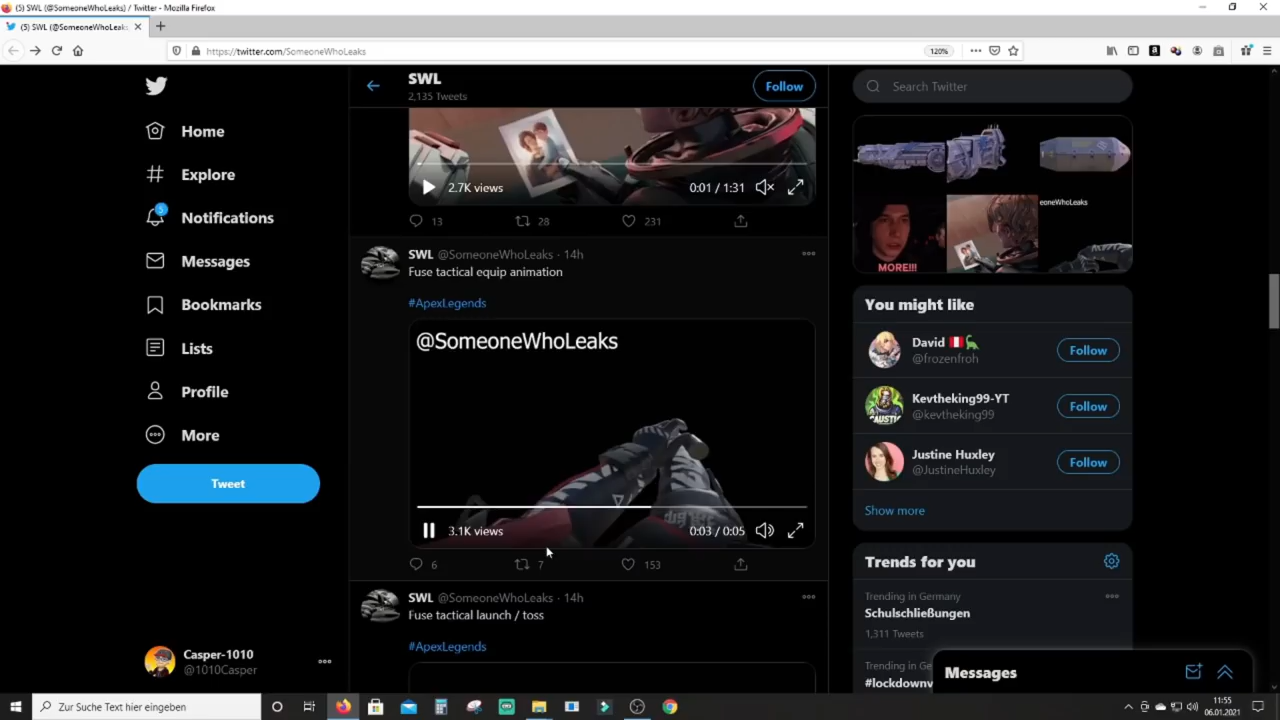 (5) SWL (@SomeoneWhoLeaks) / Twitter - Mozilla Firefox
(5) SWL (@SomeoneWhoLeaks
https://twitter.com/SomeoneWhoLeaks
120%
Home
Explore
5
Notifications
Messages
Bookmarks
Lists
Profile
More
Tweet
Casper-1010
@1010Casper
SWL
2,135 Tweets
Follow
2.7K views
0:01 / 1:31
13
28
231
SWL @SomeoneWhoLeaks · 14h
Fuse tactical equip animation
#ApexLegends
@SomeoneWhoLeaks
3.1K views
0:03 / 0:05
6
7
153
SWL @SomeoneWhoLeaks · 14h
Fuse tactical launch / toss
#ApexLegends
Search Twitter
MORE!!!
eoneWhoLeaks
You might like
David
@frozenfroh
Follow
Kevtheking99-YT
@kevtheking99
Follow
Justine Huxley
@JustineHuxley
Follow
Show more
Trends for you
Trending in Germany
Schulschließungen
1,311 Tweets
Trending in Ge
#lockdownv
Messages
Zur Suche Text hier eingeben
11:55
06.01.2021